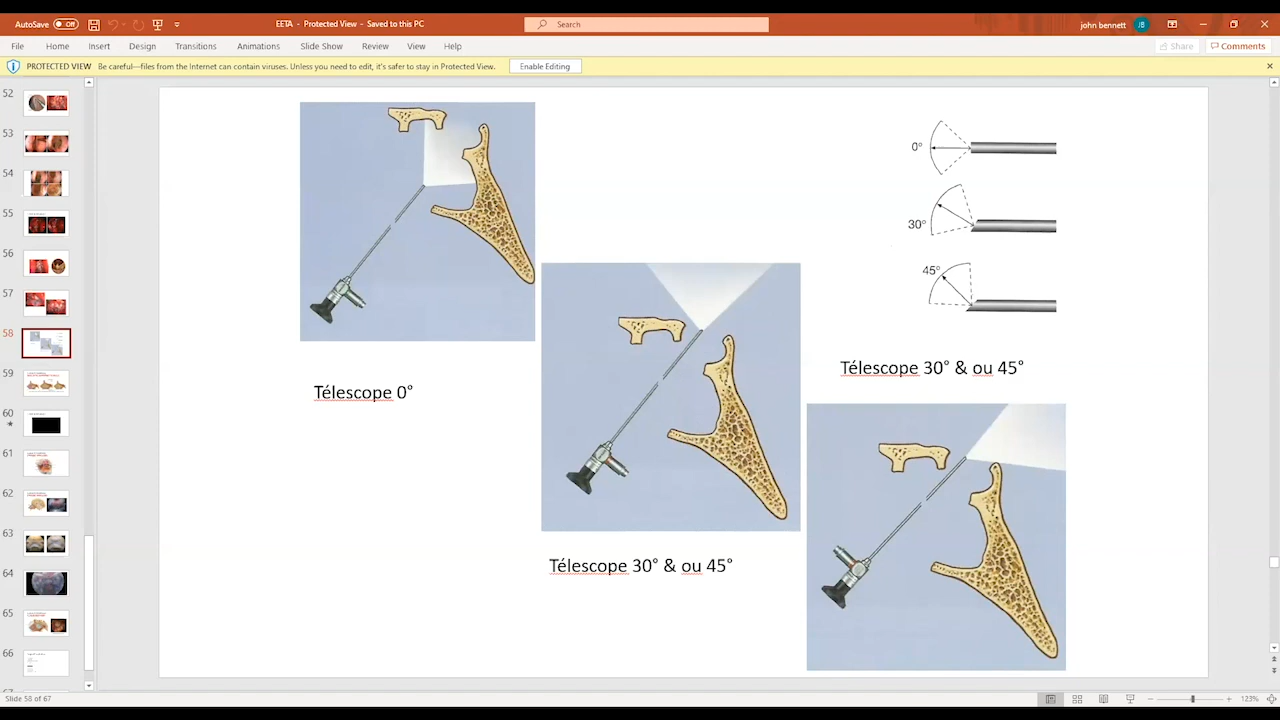 AutoSave Off
EETA - Protected View - Saved to this PC
Search
john bennett
JB
File Home Insert Design Transitions Animations Slide Show Review View Help
Share Comments
PROTECTED VIEW Be careful—files from the Internet can contain viruses. Unless you need to edit, it's safer to stay in Protected View. Enable Editing
52
53
54
55
56
57
58
59
60
61
62
63
64
65
66
0°
30°
45°
Télescope 0°
Télescope 30° & ou 45°
Télescope 30° & ou 45°
Slide 58 of 67
123%